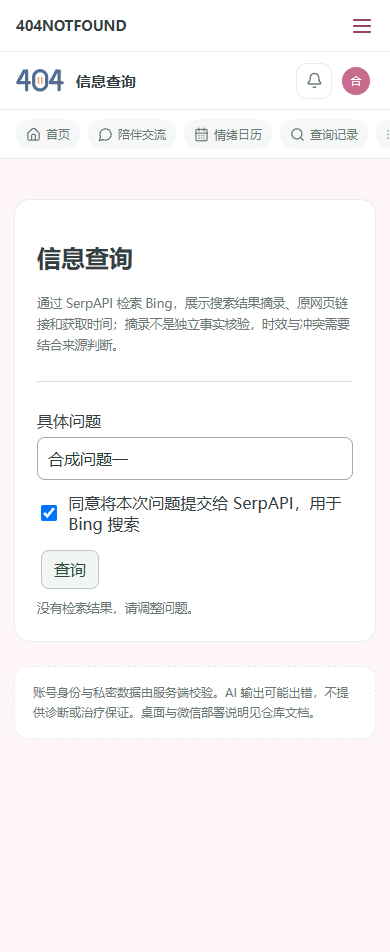 404NOTFOUND
404 信息查询
合
首页 陪伴交流 情绪日历 查询记录
信息查询
通过 SerpAPI 检索 Bing，展示搜索结果摘录、原网页链
接和获取时间；摘录不是独立事实核验，时效与冲突需要
结合来源判断。
具体问题
合成问题一
同意将本次问题提交给 SerpAPI，用于
Bing 搜索
查询
没有检索结果，请调整问题。
账号身份与私密数据由服务端校验。AI 输出可能出错，不提
供诊断或治疗保证。桌面与微信部署说明见仓库文档。